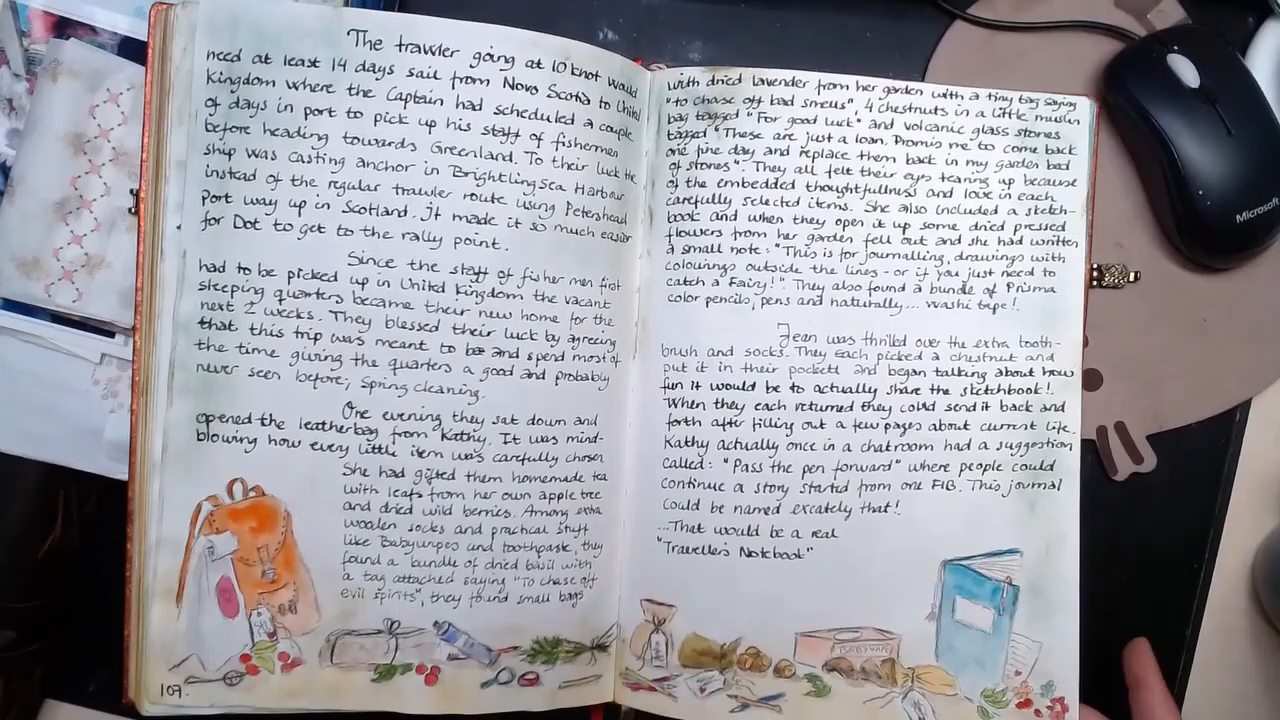 The trawler going at 10 knot would
need at least 14 days sail from Novo Scotia to United
Kingdom where the Captain had scheduled a couple
of days in port to pick up his staff of fishermen
before heading towards Greenland. To their luck the
ship was casting anchor in BrightlingSea Harbour
instead of the regular trawler route using Petershead
Port way up in Scotland. It made it so much easier
for Dot to get to the rally point.
Since the staff of fisher men first
had to be picked up in United Kingdom the vacant
sleeping quarters became their new home for the
next 2 weeks. They blessed their luck by agreeing
that this trip was meant to be and spend most of
the time giving the quarters a good and probably
never seen before; Spring cleaning.
One evening they sat down and
opened the leatherbag from Kathy. It was mind-
blowing how every little item was carefully chosen
She had gifted them homemade tea
with leafs from her own apple tree
and dried wild berries. Among extra
woolen socks and practical stuff
like Babywipes and toothpaste, they
found a bundle of dried basil with
a tag attached saying "To chase off
evil spirits", they found small bags
107.
with dried lavender from her garden with a tiny tag saying
"to chase off bad smells", 4 chestnuts in a little muslin
bag tagged "For good luck" and volcanic glass stones
tagged "These are just a loan. Promis me to come back
one fine day and replace them back in my garden bed
of stones". They all felt their eyes tearing up because
of the embedded thoughtfullness and love in each
carefully selected items. She also included a sketch-
book and when they open it up some dried pressed
flowers from her garden fell out and she had written
a small note: "This is for journalling, drawings with
colourings outside the lines - or if you just need to
catch a Fairy!" They also found a bundle of Prisma
color pencils, pens and naturally... washi tape!.
Jean was thrilled over the extra tooth-
brush and socks. They each picked a chestnut and
put it in their pockett and began talking about how
fun it would be to actually share the sketchbook!.
When they each returned they could send it back and
forth after filling out a few pages about current life.
Kathy actually once in a chatroom had a suggestion
called: "Pass the pen forward" where people could
continue a story started from one FIB. This journal
could be named excately that!.
...That would be a real
"Traveller's Notebook"
BABYWIPE
Microsoft